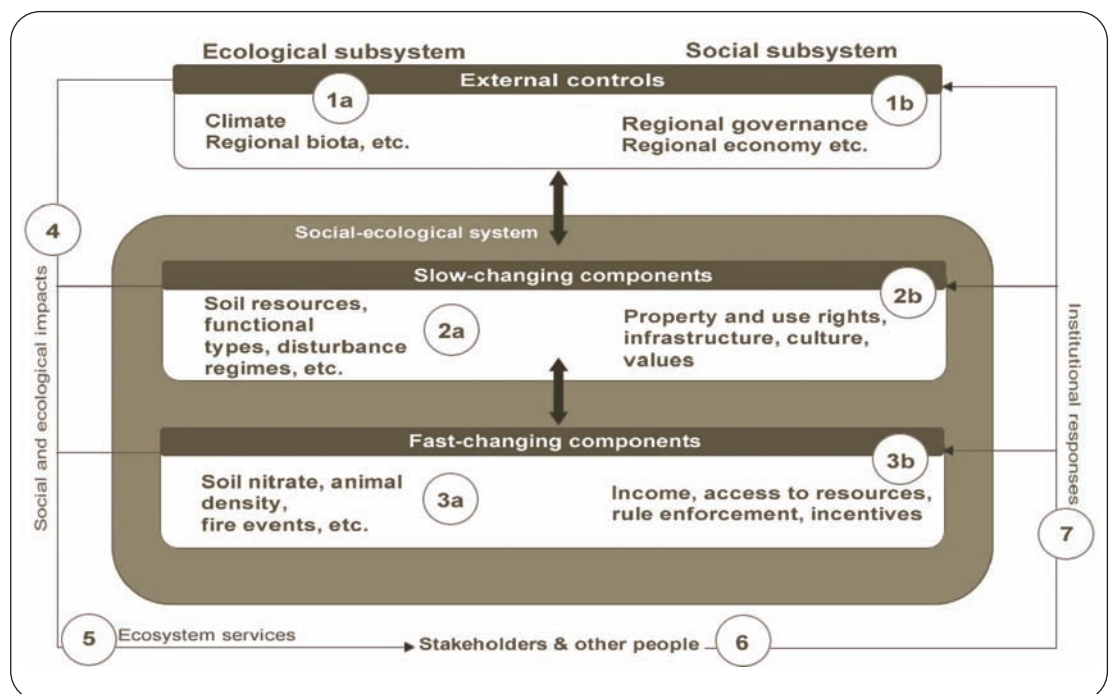 Ecological subsystem
Social subsystem
External controls
1a
1b
Climate
Regional biota, etc.
Regional governance
Regional economy etc.
4
Social-ecological system
Slow-changing components
2a
2b
Soil resources,
functional
types, disturbance
regimes, etc.
Property and use rights,
infrastructure, culture,
values
Social and ecological impacts
Institutional responses
Fast-changing components
3a
3b
Soil nitrate, animal
density,
fire events, etc.
Income, access to resources,
rule enforcement, incentives
7
5
Ecosystem services
Stakeholders & other people
6